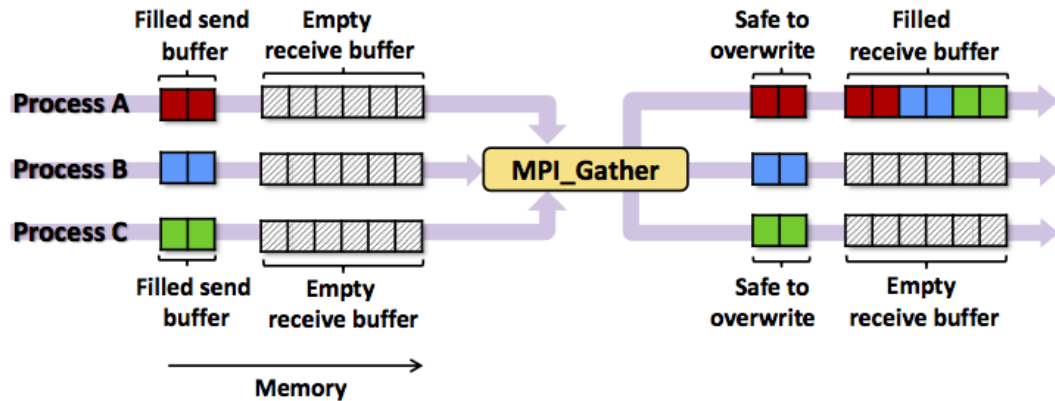 Filled send
buffer
Empty
receive buffer
Safe to
overwrite
Filled
receive buffer
Process A
Process B
MPI_Gather
Process C
Filled send
buffer
Empty
receive buffer
Safe to
overwrite
Empty
receive buffer
Memory